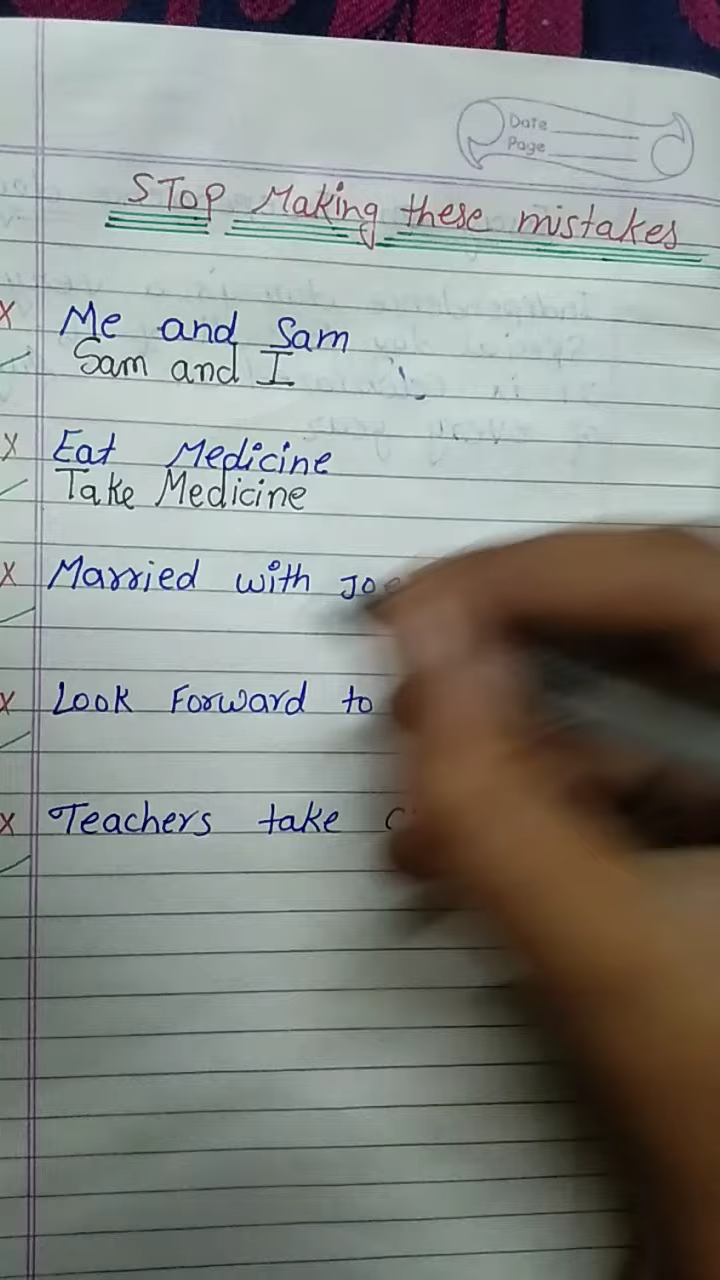 Date
Page
STOP Making these mistakes
X Me and Sam
✓ Sam and I
X Eat Medicine
✓ Take Medicine
X Married with
✓
X Look Forward to
✓
X Teachers take
✓